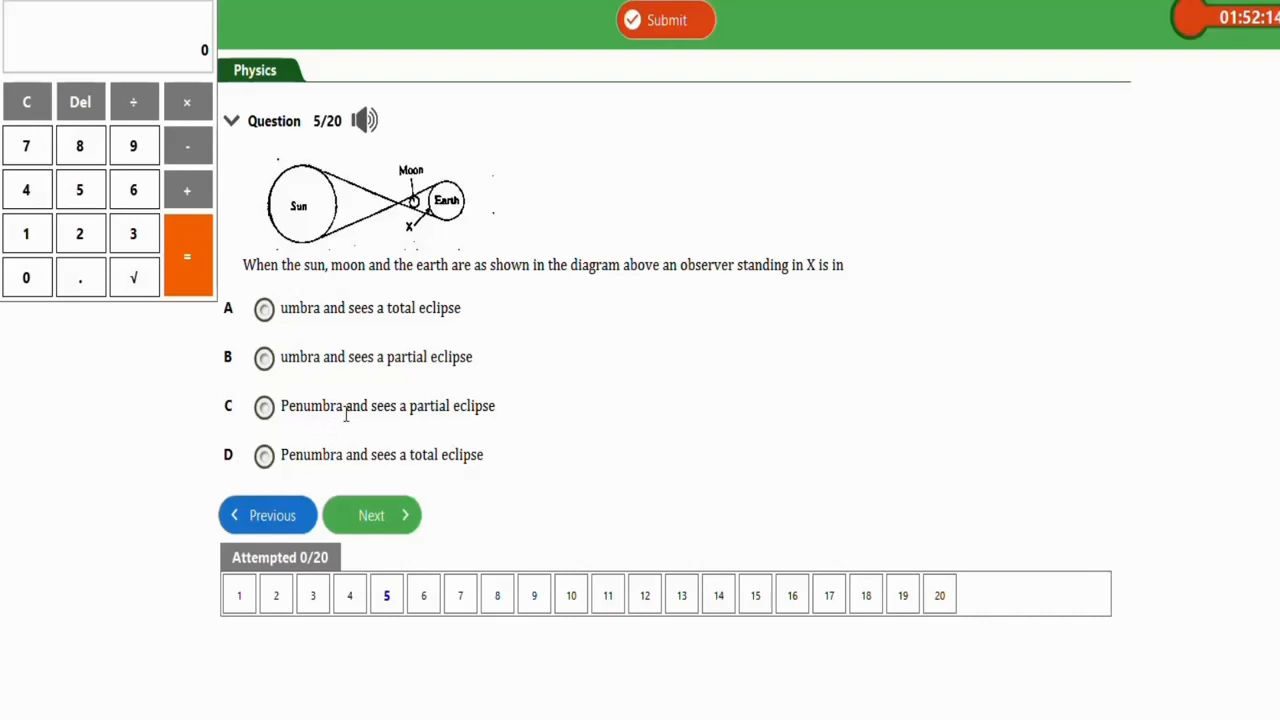 Submit
01:52:14
0
C Del ÷ ×
7 8 9 -
4 5 6 +
1 2 3 =
0 . √
Physics
Question 5/20
Moon
Sun
Earth
X
When the sun, moon and the earth are as shown in the diagram above an observer standing in X is in
A umbra and sees a total eclipse
B umbra and sees a partial eclipse
C Penumbra and sees a partial eclipse
D Penumbra and sees a total eclipse
Previous Next
Attempted 0/20
1 2 3 4 5 6 7 8 9 10 11 12 13 14 15 16 17 18 19 20